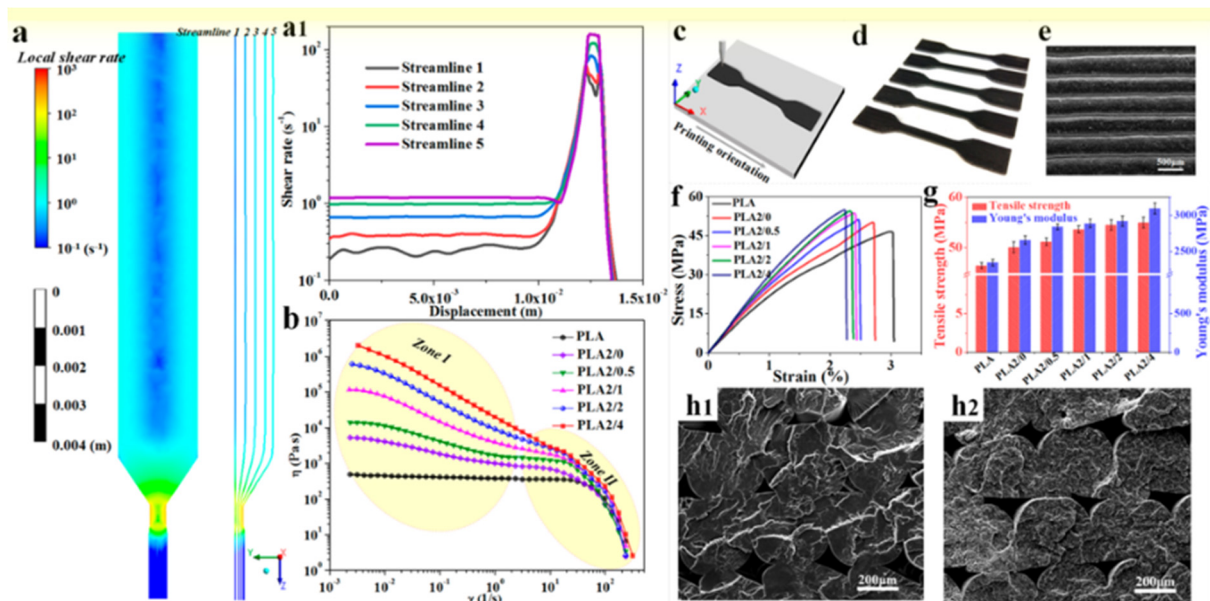 a
Streamline 1 2 3 4 5
Local shear rate
10³
10²
10¹
10⁰
10⁻¹ (s⁻¹)
0
0.001
0.002
0.003
0.004 (m)
Y
X
Z
a1
Shear rate (s⁻¹)
10²
10¹
10⁰
10⁻¹
Streamline 1
Streamline 2
Streamline 3
Streamline 4
Streamline 5
0.0
5.0x10⁻³
1.0x10⁻²
1.5x10⁻²
Displacement (m)
b
η (Pa s)
10⁷
10⁶
10⁵
10⁴
10³
10²
10¹
10⁰
Zone I
Zone II
PLA
PLA2/0
PLA2/0.5
PLA2/1
PLA2/2
PLA2/4
10⁻³
10⁻²
10⁻¹
10⁰
10¹
10²
(1/s)
c
Z
Y
X
Printing orientation
d
e
500μm
f
Stress (MPa)
60
45
30
15
0
PLA
PLA2/0
PLA2/0.5
PLA2/1
PLA2/2
PLA2/4
0
1
2
3
Strain (%)
g
Tensile strength (MPa)
60
50
5
0
Tensile strength
Young's modulus
3000
2500
500
0
Young's modulus (MPa)
PLA
PLA2/0
PLA2/0.5
PLA2/1
PLA2/2
PLA2/4
h1
200μm
h2
200μm